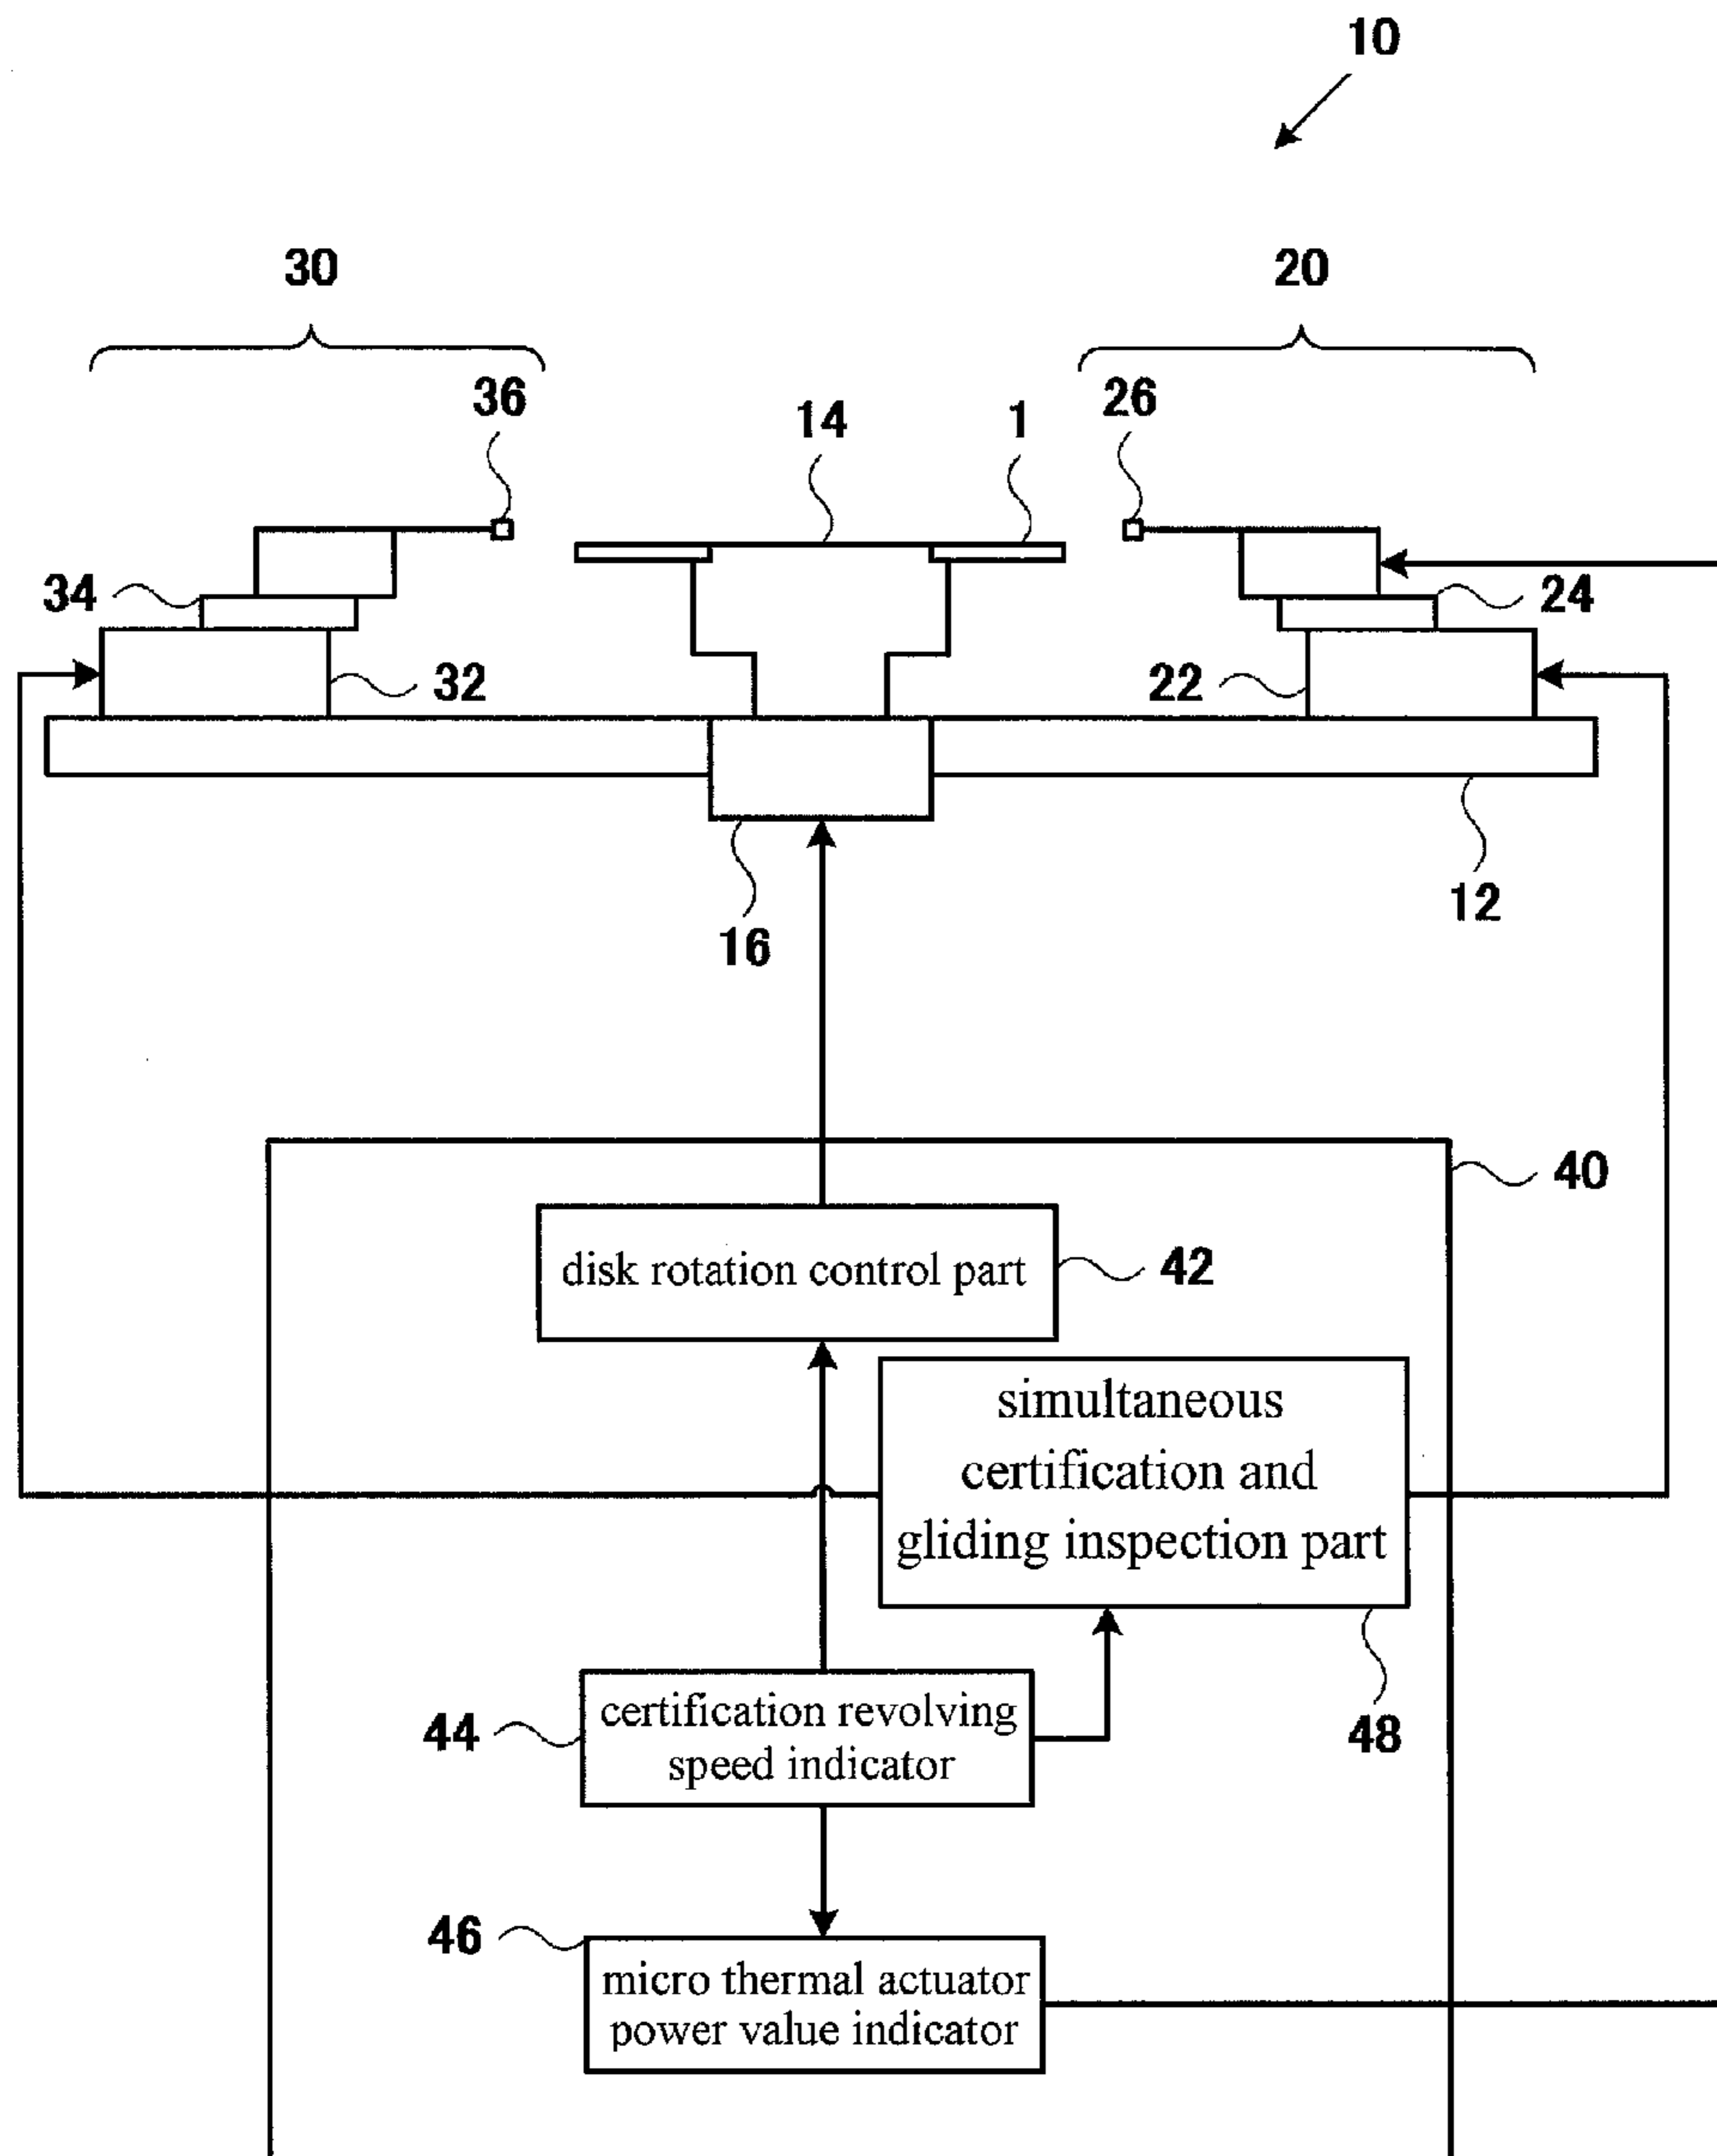 10
30
20
36
14
1
26
34
24
32
22
12
16
40
disk rotation control part
42
simultaneous
certification and
gliding inspection part
44
certification revolving
speed indicator
48
46
micro thermal actuator
power value indicator